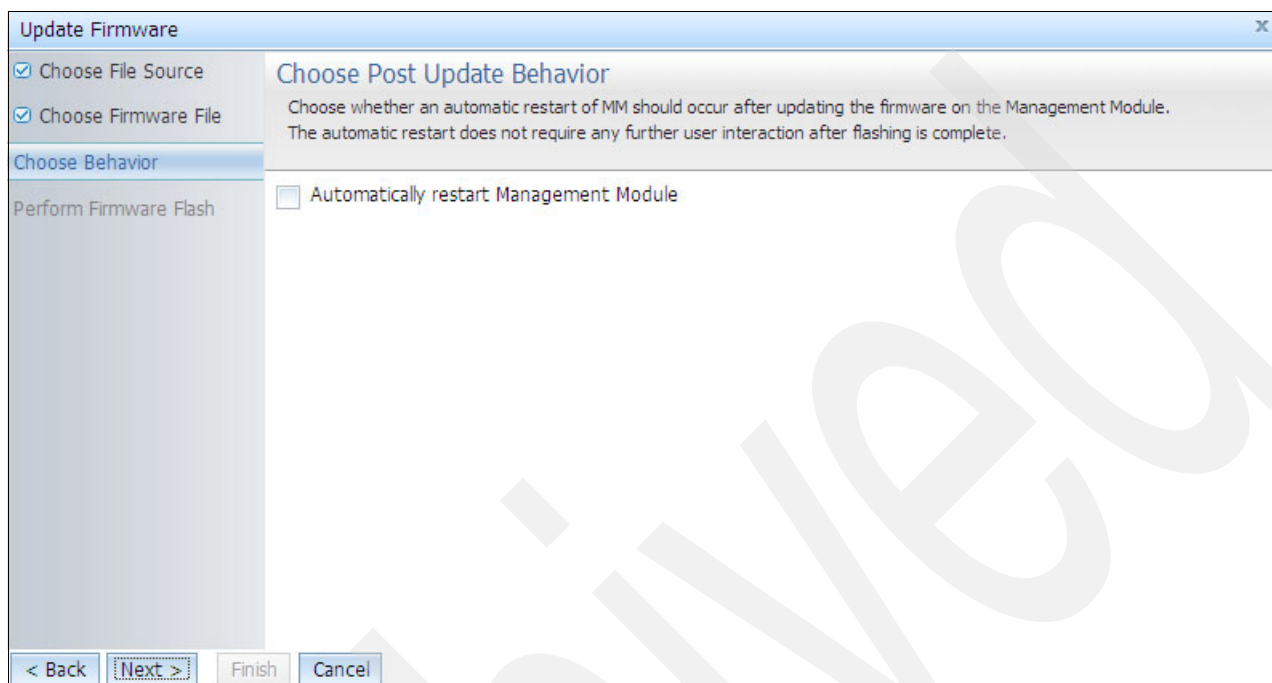 Update Firmware
x
Choose File Source
Choose Firmware File
Choose Behavior
Perform Firmware Flash
Choose Post Update Behavior
Choose whether an automatic restart of MM should occur after updating the firmware on the Management Module.
The automatic restart does not require any further user interaction after flashing is complete.
Automatically restart Management Module
< Back
Next >
Finish
Cancel